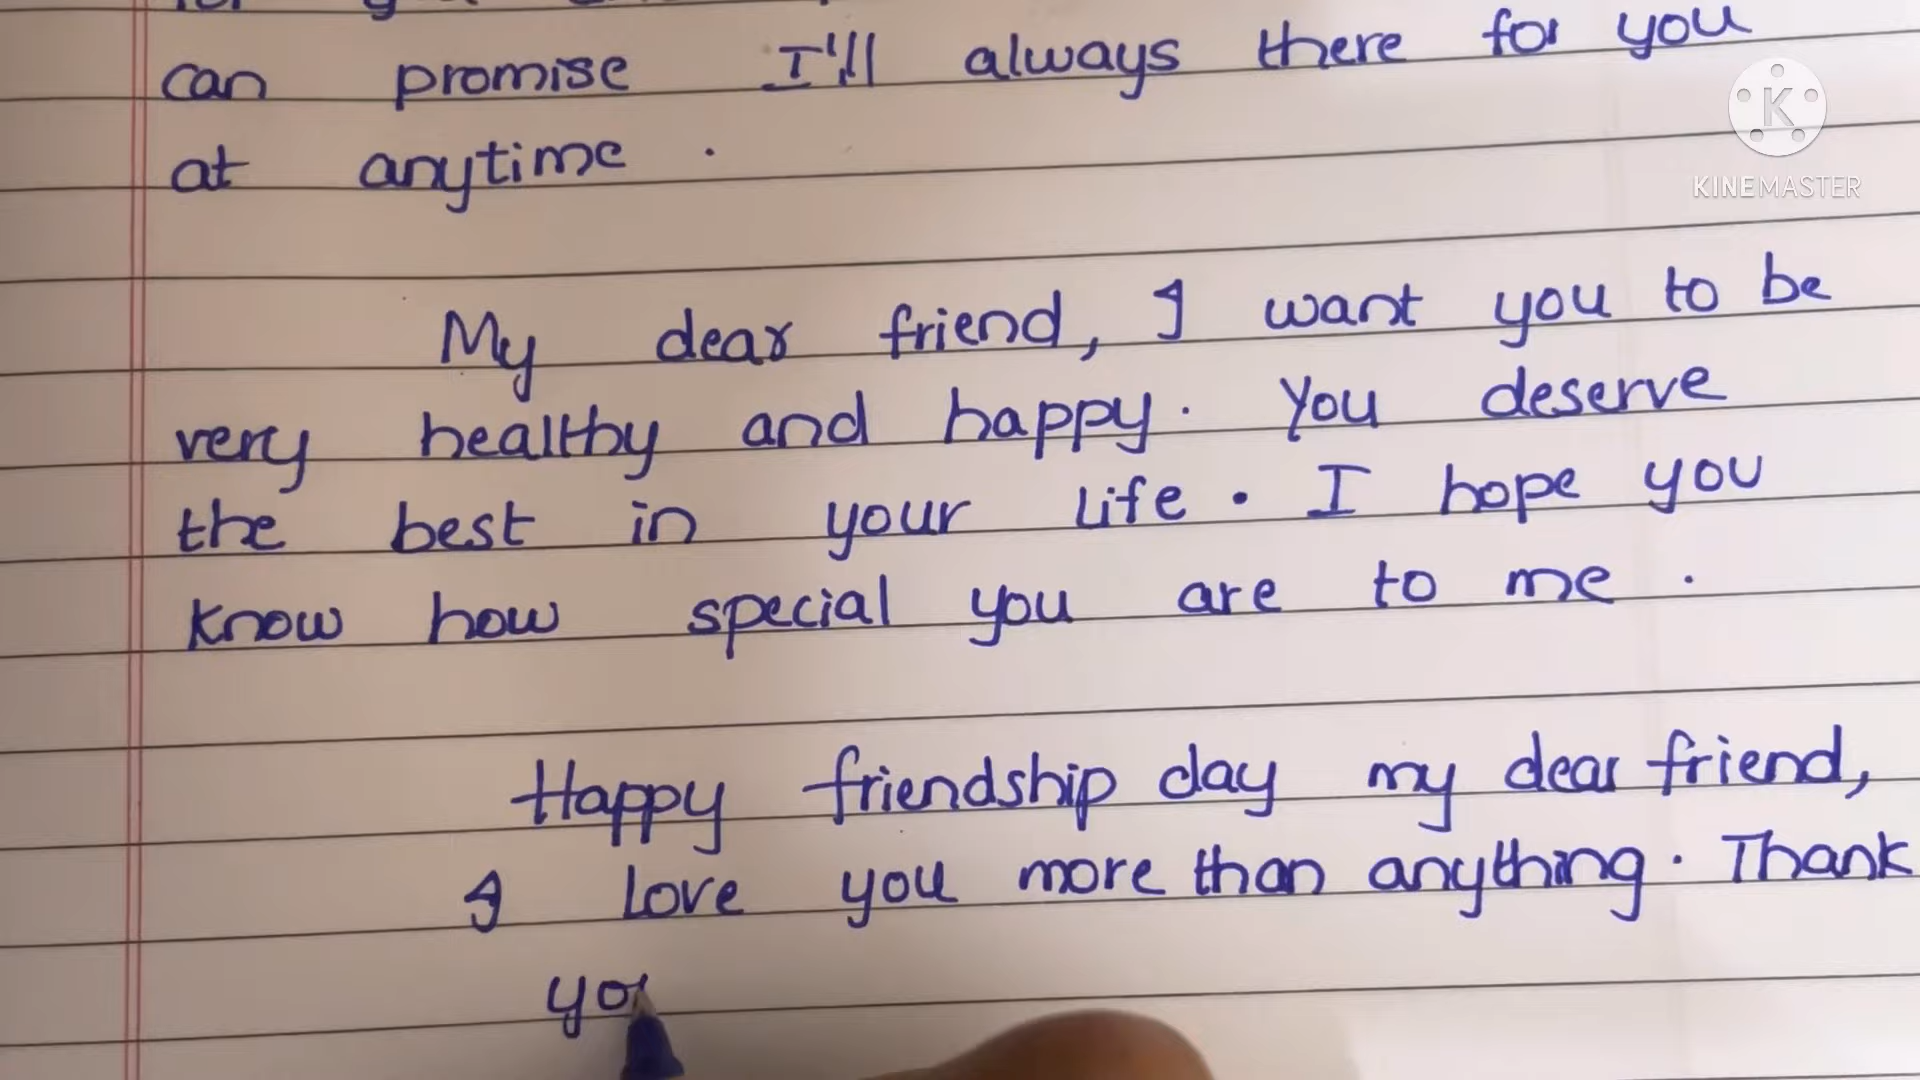 can promise I'll always there for you
at anytime .
My dear friend, I want you to be
very healthy and happy. You deserve
the best in your life. I hope you
know how special you are to me.
Happy friendship day my dear friend,
I love you more than anything. Thank
yo
K
KINEMASTER